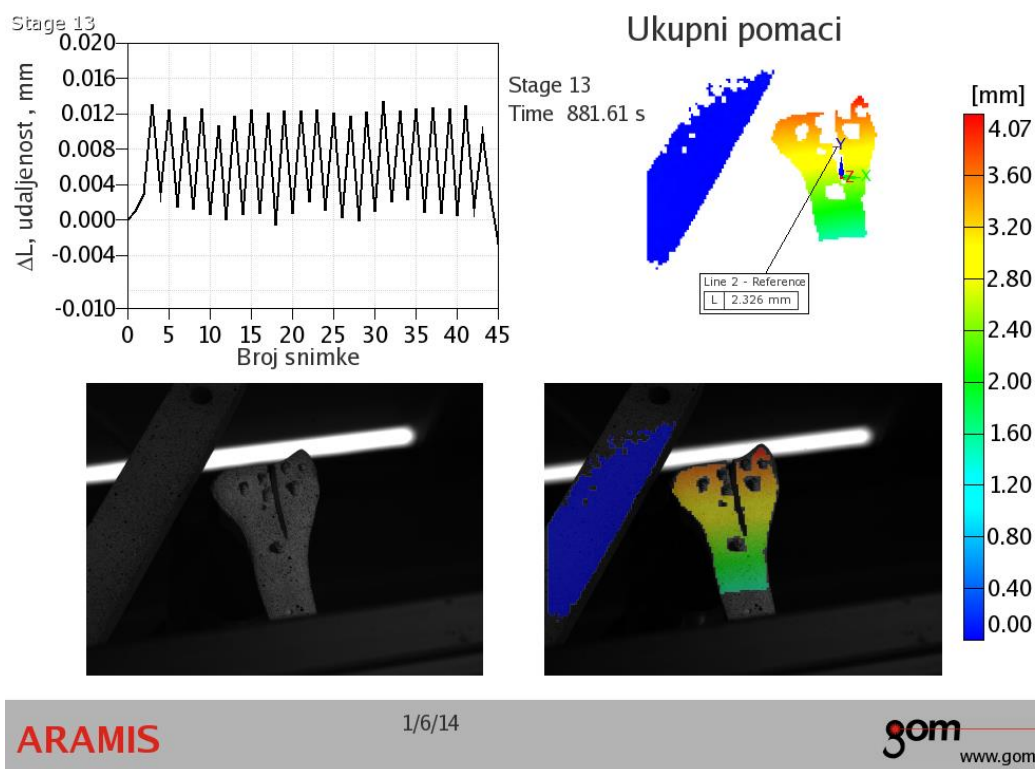 Stage 13
Ukupni pomaci
0.020
0.016
0.012
0.008
0.004
0.000
-0.004
-0.010
ΔL, udaljenost , mm
0 5 10 15 20 25 30 35 40 45
Broj snimke
Stage 13
Time 881.61 s
Y
Z X
Line 2 - Reference
L 2.326 mm
[mm]
4.07
3.60
3.20
2.80
2.40
2.00
1.60
1.20
0.80
0.40
0.00
ARAMIS
1/6/14
gom
www.gom